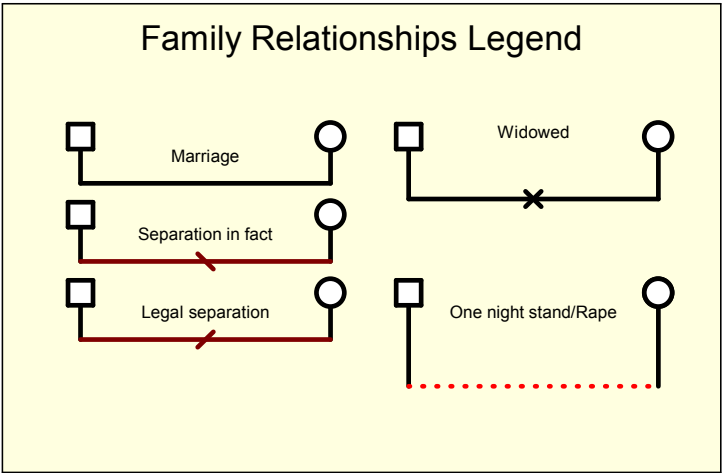 Family Relationships Legend
Marriage
Widowed
Separation in fact
Legal separation
One night stand/Rape